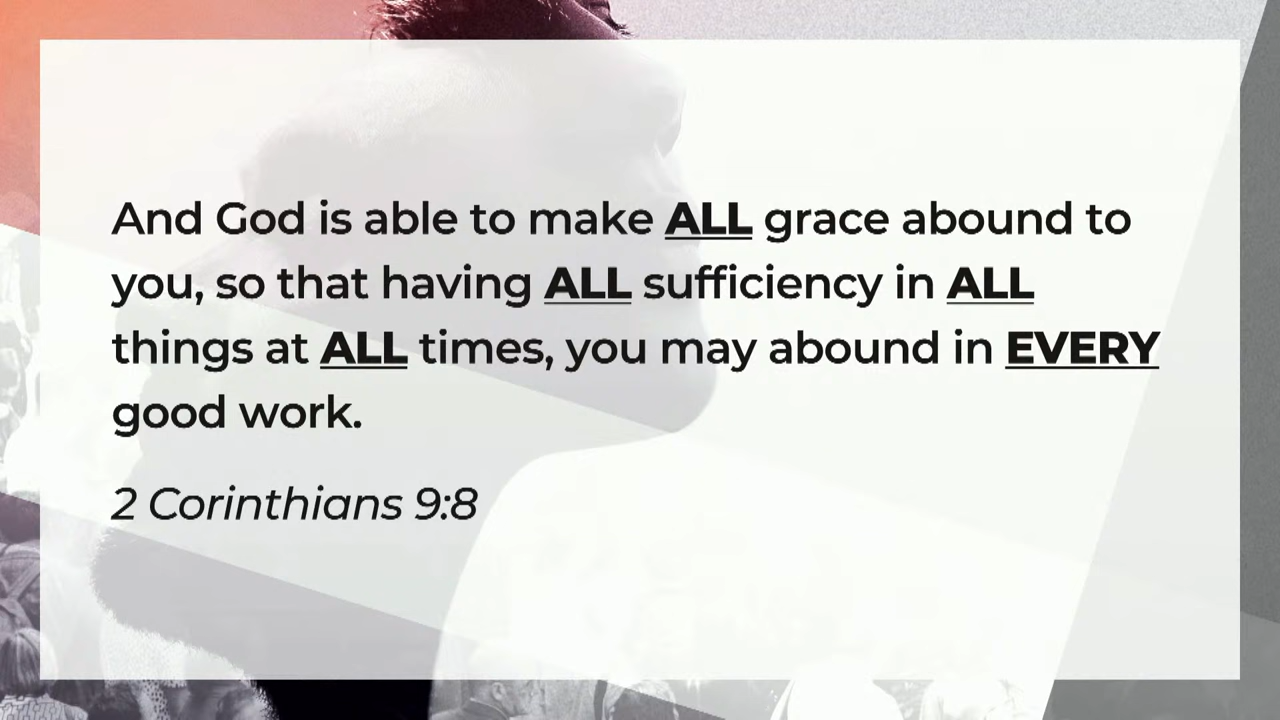 And God is able to make ALL grace abound to
you, so that having ALL sufficiency in ALL
things at ALL times, you may abound in EVERY
good work.
2 Corinthians 9:8